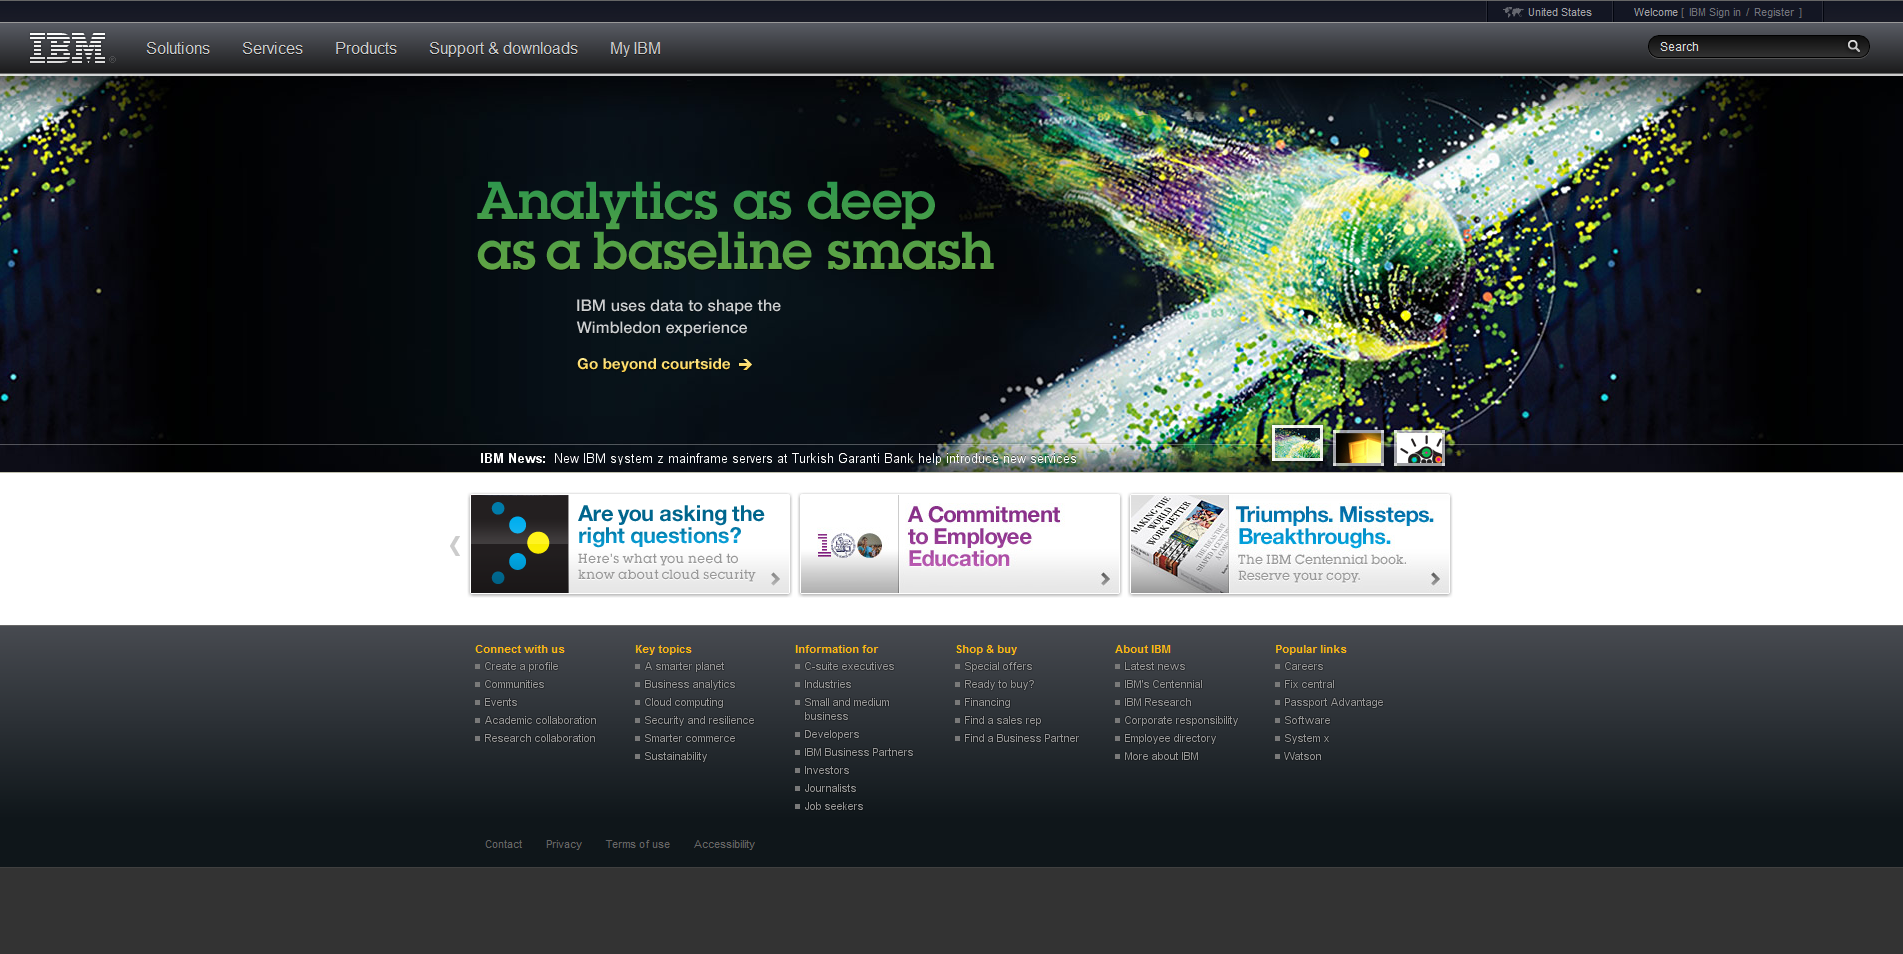 United States
Welcome [ IBM Sign in / Register ]
IBM
Solutions
Services
Products
Support & downloads
My IBM
Search
Analytics as deep
as a baseline smash
IBM uses data to shape the
Wimbledon experience
Go beyond courtside
IBM News: New IBM system z mainframe servers at Turkish Garanti Bank help introduce new services
Are you asking the
right questions?
Here's what you need to
know about cloud security
100
A Commitment
to Employee
Education
MAKING THE
WORLD
WORK BETTER
Triumphs. Missteps.
Breakthroughs.
The IBM Centennial book.
Reserve your copy.
Connect with us
Create a profile
Communities
Events
Academic collaboration
Research collaboration
Key topics
A smarter planet
Business analytics
Cloud computing
Security and resilience
Smarter commerce
Sustainability
Information for
C-suite executives
Industries
Small and medium
business
Developers
IBM Business Partners
Investors
Journalists
Job seekers
Shop & buy
Special offers
Ready to buy?
Financing
Find a sales rep
Find a Business Partner
About IBM
Latest news
IBM's Centennial
IBM Research
Corporate responsibility
Employee directory
More about IBM
Popular links
Careers
Fix central
Passport Advantage
Software
System x
Watson
Contact
Privacy
Terms of use
Accessibility